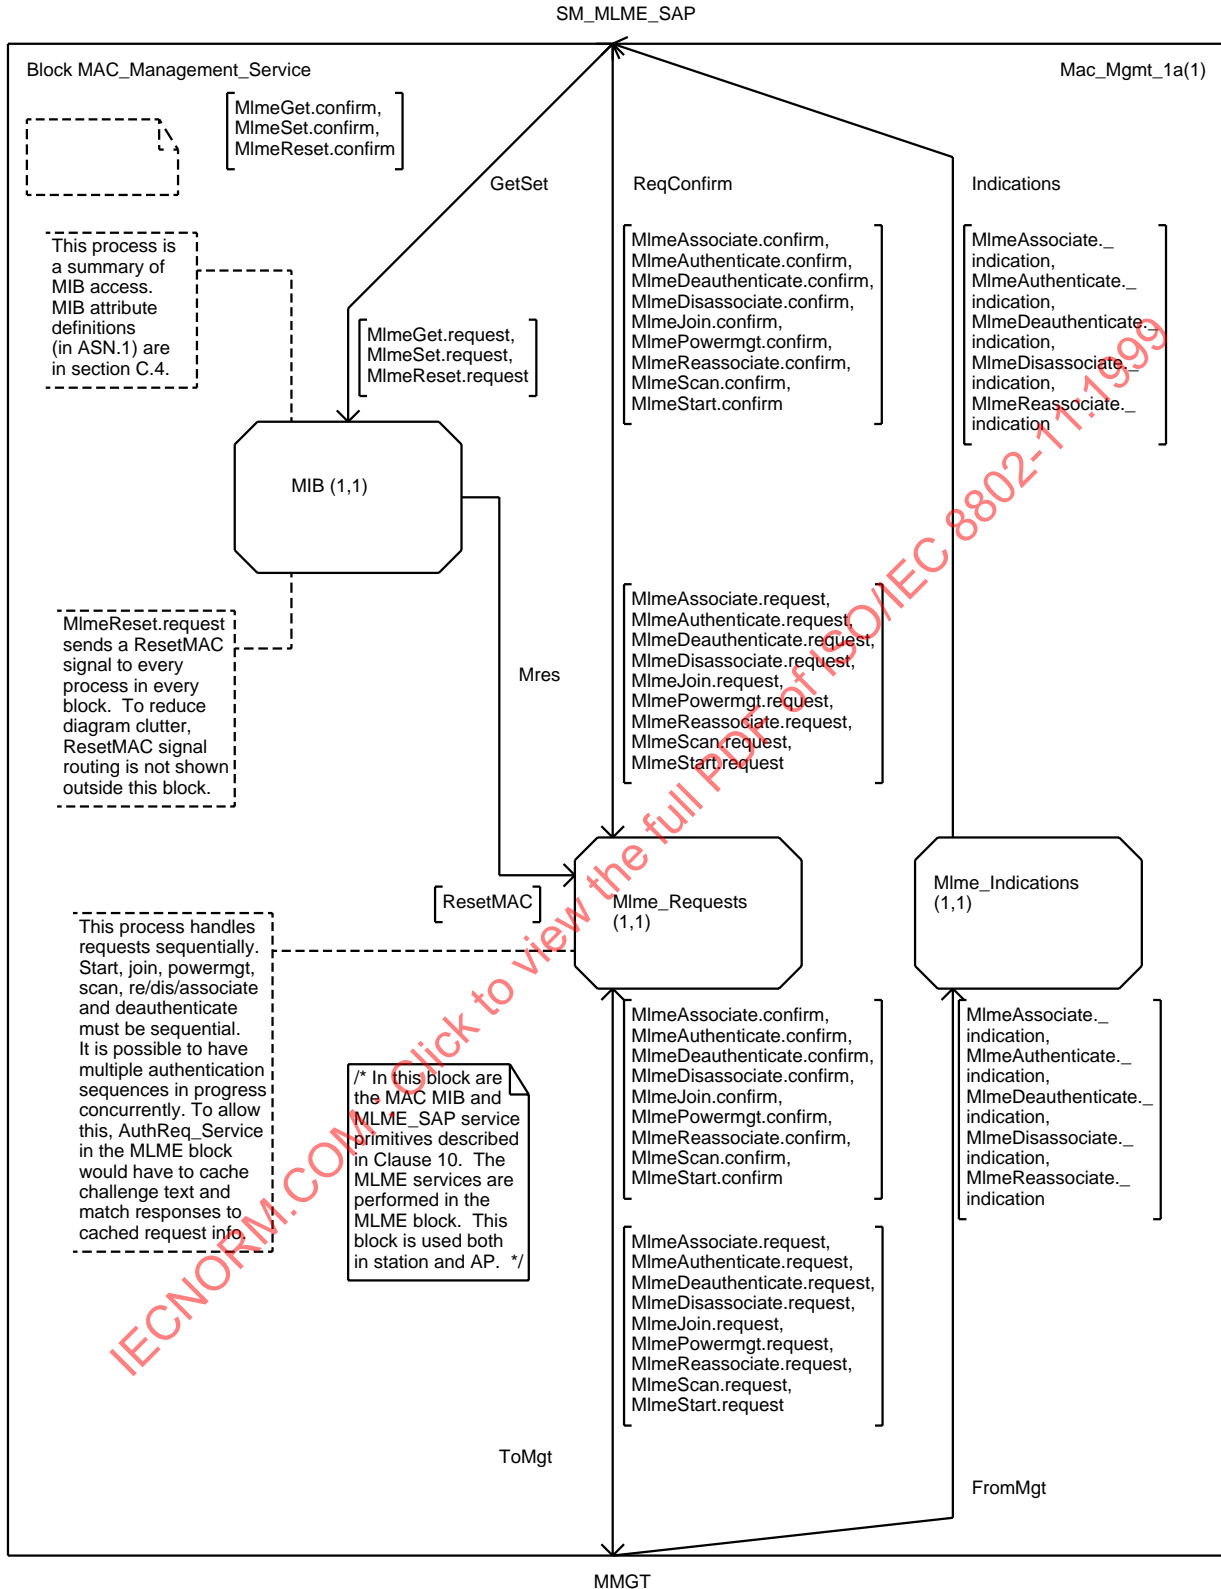 SM_MLME_SAP
Block MAC_Management_Service
Mac_Mgmt_1a(1)
MlmeGet.confirm,
MlmeSet.confirm,
MlmeReset.confirm
GetSet
ReqConfirm
Indications
This process is
a summary of
MIB access.
MIB attribute
definitions
(in ASN.1) are
in section C.4.
MlmeGet.request,
MlmeSet.request,
MlmeReset.request
MlmeAssociate.confirm,
MlmeAuthenticate.confirm,
MlmeDeauthenticate.confirm,
MlmeDisassociate.confirm,
MlmeJoin.confirm,
MlmePowermgt.confirm,
MlmeReassociate.confirm,
MlmeScan.confirm,
MlmeStart.confirm
MlmeAssociate._
indication,
MlmeAuthenticate._
indication,
MlmeDeauthenticate._
indication,
MlmeDisassociate._
indication,
MlmeReassociate._
indication
MIB (1,1)
MlmeReset.request
sends a ResetMAC
signal to every
process in every
block.  To reduce
diagram clutter,
ResetMAC signal
routing is not shown
outside this block.
Mres
MlmeAssociate.request,
MlmeAuthenticate.request,
MlmeDeauthenticate.request,
MlmeDisassociate.request,
MlmeJoin.request,
MlmePowermgt.request,
MlmeReassociate.request,
MlmeScan.request,
MlmeStart.request
[ResetMAC]
Mlme_Requests
(1,1)
Mlme_Indications
(1,1)
This process handles
requests sequentially.
Start, join, powermgt,
scan, re/dis/associate
and deauthenticate
must be sequential.
It is possible to have
multiple authentication
sequences in progress
concurrently. To allow
this, AuthReq_Service
in the MLME block
would have to cache
challenge text and
match responses to
cached request info.
/* In this block are
the MAC MIB and
MLME_SAP service
primitives described
in Clause 10.  The
MLME services are
performed in the
MLME block.  This
block is used both
in station and AP.  */
MlmeAssociate.confirm,
MlmeAuthenticate.confirm,
MlmeDeauthenticate.confirm,
MlmeDisassociate.confirm,
MlmeJoin.confirm,
MlmePowermgt.confirm,
MlmeReassociate.confirm,
MlmeScan.confirm,
MlmeStart.confirm
MlmeAssociate._
indication,
MlmeAuthenticate._
indication,
MlmeDeauthenticate._
indication,
MlmeDisassociate._
indication,
MlmeReassociate._
indication
MlmeAssociate.request,
MlmeAuthenticate.request,
MlmeDeauthenticate.request,
MlmeDisassociate.request,
MlmeJoin.request,
MlmePowermgt.request,
MlmeReassociate.request,
MlmeScan.request,
MlmeStart.request
ToMgt
FromMgt
MMGT
IECNORM.COM : Click to view the full PDF of ISO/IEC 8802-11:1999